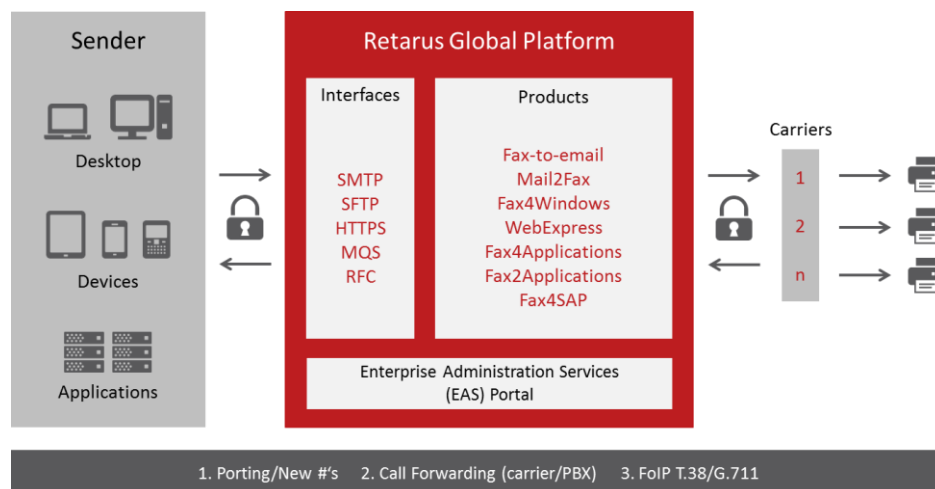 Sender
Desktop
Devices
Applications
Retarus Global Platform
Interfaces
SMTP
SFTP
HTTPS
MQS
RFC
Products
Fax-to-email
Mail2Fax
Fax4Windows
WebExpress
Fax4Applications
Fax2Applications
Fax4SAP
Enterprise Administration Services
(EAS) Portal
Carriers
1
2
n
1. Porting/New #'s 2. Call Forwarding (carrier/PBX) 3. FoIP T.38/G.711